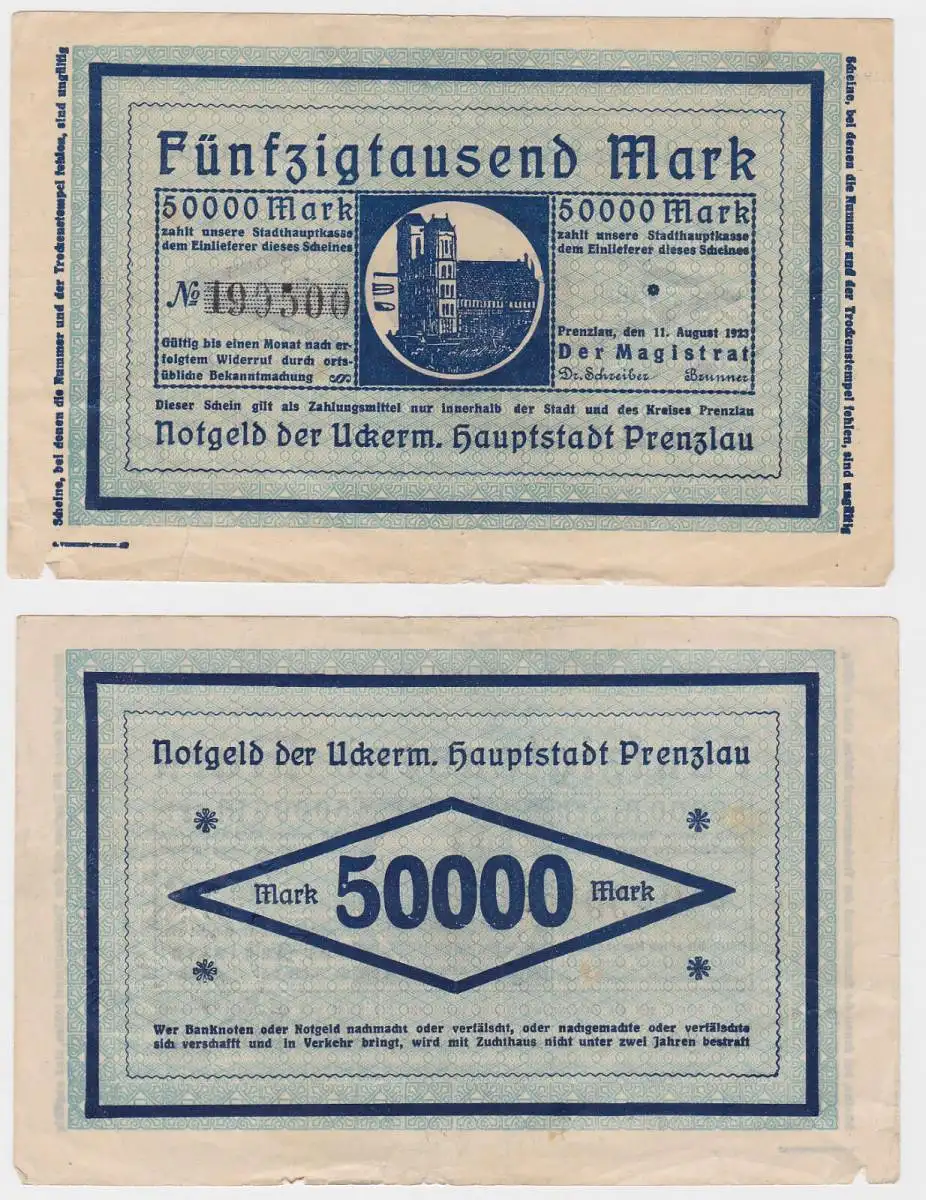 Fünfzigtausend Mark
50000 Mark
zahlt unsere Stadthauptkasse
dem Einlieferer dieses Scheines
№ 190500
Gültig bis einen Monat nach er-
folgtem Widerruf durch orts-
übliche Bekanntmachung
50000 Mark
zahlt unsere Stadthauptkasse
dem Einlieferer dieses Scheines
Prenzlau, den 11. August 1923
Der Magistrat
Dr. Schreiber Brunner
Dieser Schein gilt als Zahlungsmittel nur innerhalb der Stadt und des Kreises Prenzlau
Notgeld der Uckerm. Hauptstadt Prenzlau
Scheine, bei denen die Nummer und der Trockenstempel fehlen, sind ungültig
Scheine, bei denen die Nummer und der Trockenstempel fehlen, sind ungültig
Notgeld der Uckerm. Hauptstadt Prenzlau
Mark 50000 Mark
Wer Banknoten oder Notgeld nachmacht oder verfälscht, oder nachgemachte oder verfälschte
sich verschafft und in Verkehr bringt, wird mit Zuchthaus nicht unter zwei Jahren bestraft